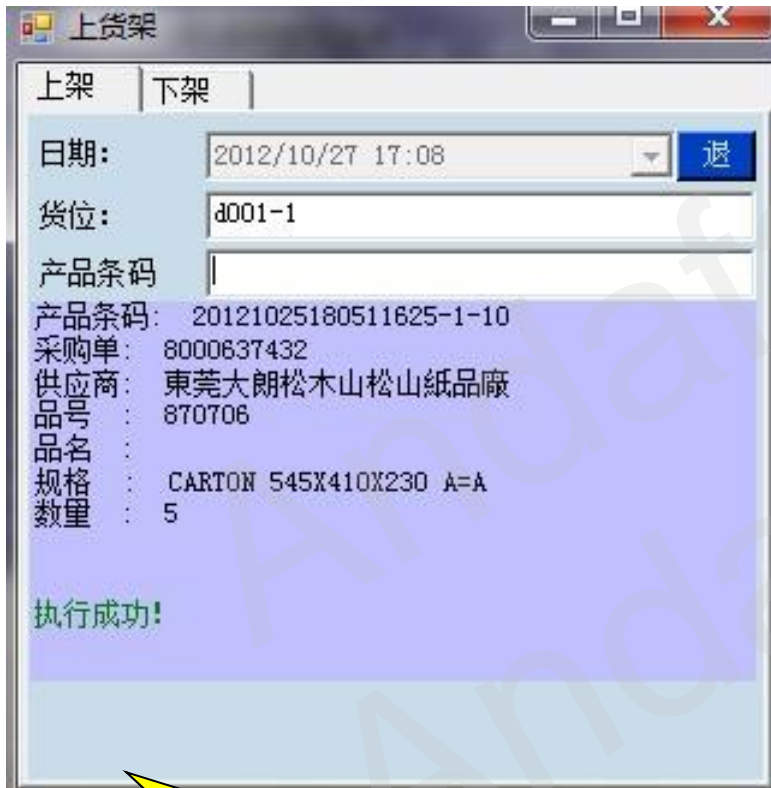 上货架
上架 下架
日期: 2012/10/27 17:08 退
货位: d001-1
产品条码
产品条码: 20121025180511625-1-10
采购单: 8000637432
供应商: 東莞大朗松木山松山紙品廠
品号 : 870706
品名 :
规格 : CARTON 545X410X230 A=A
数量 : 5
执行成功!
Andaf
Anda